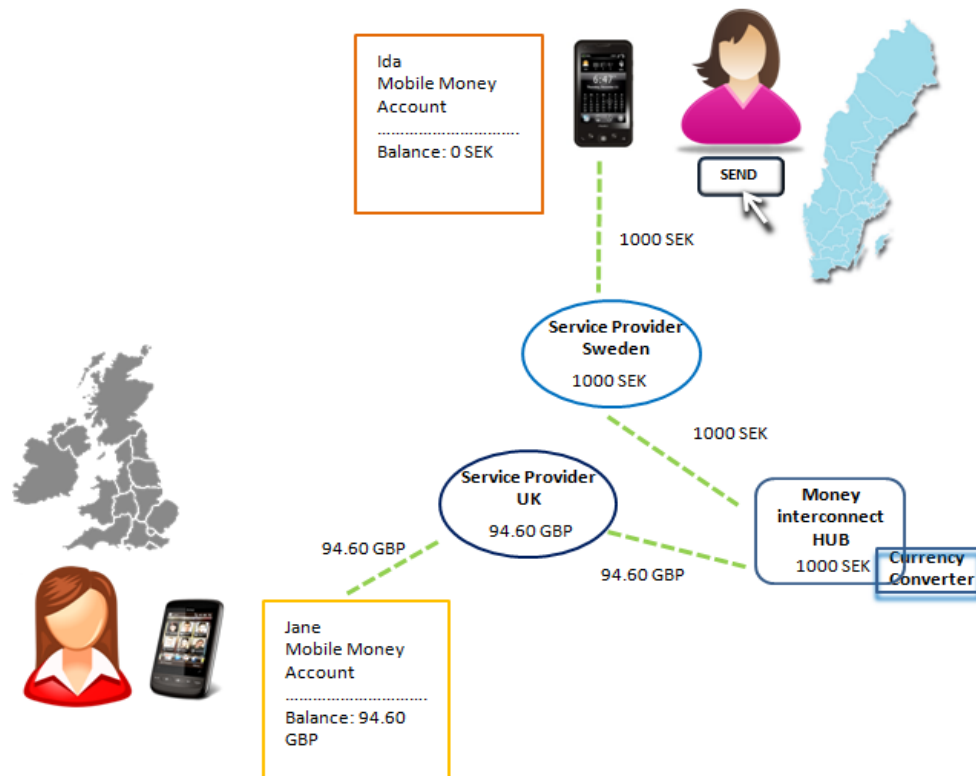 Ida
Mobile Money
Account
................................
Balance: 0 SEK
6:47
SEND
1000 SEK
Service Provider
Sweden
1000 SEK
1000 SEK
Service Provider
UK
94.60 GBP
Money
interconnect
HUB
1000 SEK
Currency
Converter
94.60 GBP
94.60 GBP
Jane
Mobile Money
Account
................................
Balance: 94.60
GBP